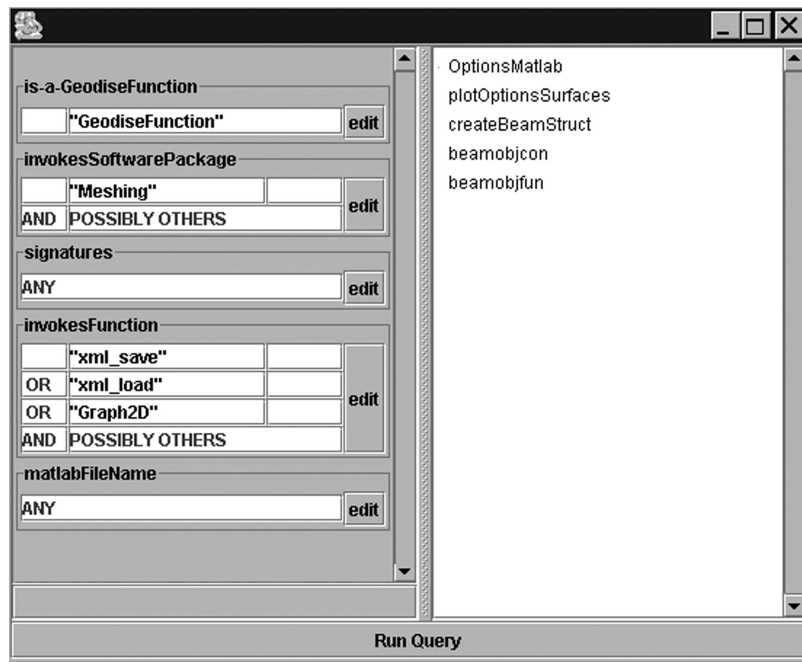 is-a-GeodiseFunction
"GeodiseFunction" edit
invokesSoftwarePackage
"Meshing"
edit
AND POSSIBLY OTHERS
signatures
ANY edit
invokesFunction
"xml_save"
OR "xml_load"
edit
OR "Graph2D"
AND POSSIBLY OTHERS
matlabFileName
ANY edit
OptionsMatlab
plotOptionsSurfaces
createBeamStruct
beamobjcon
beamobjfun
Run Query